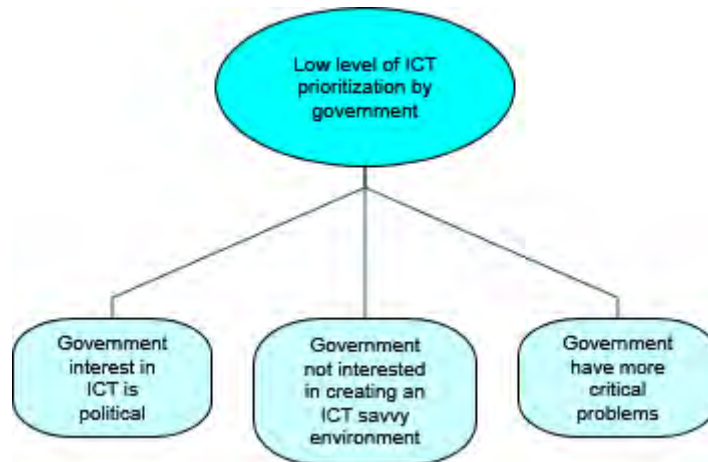 Low level of ICT
prioritization by
government
Government
interest in
ICT is
political
Government
not interested
in creating an
ICT savvy
environment
Government
have more
critical
problems